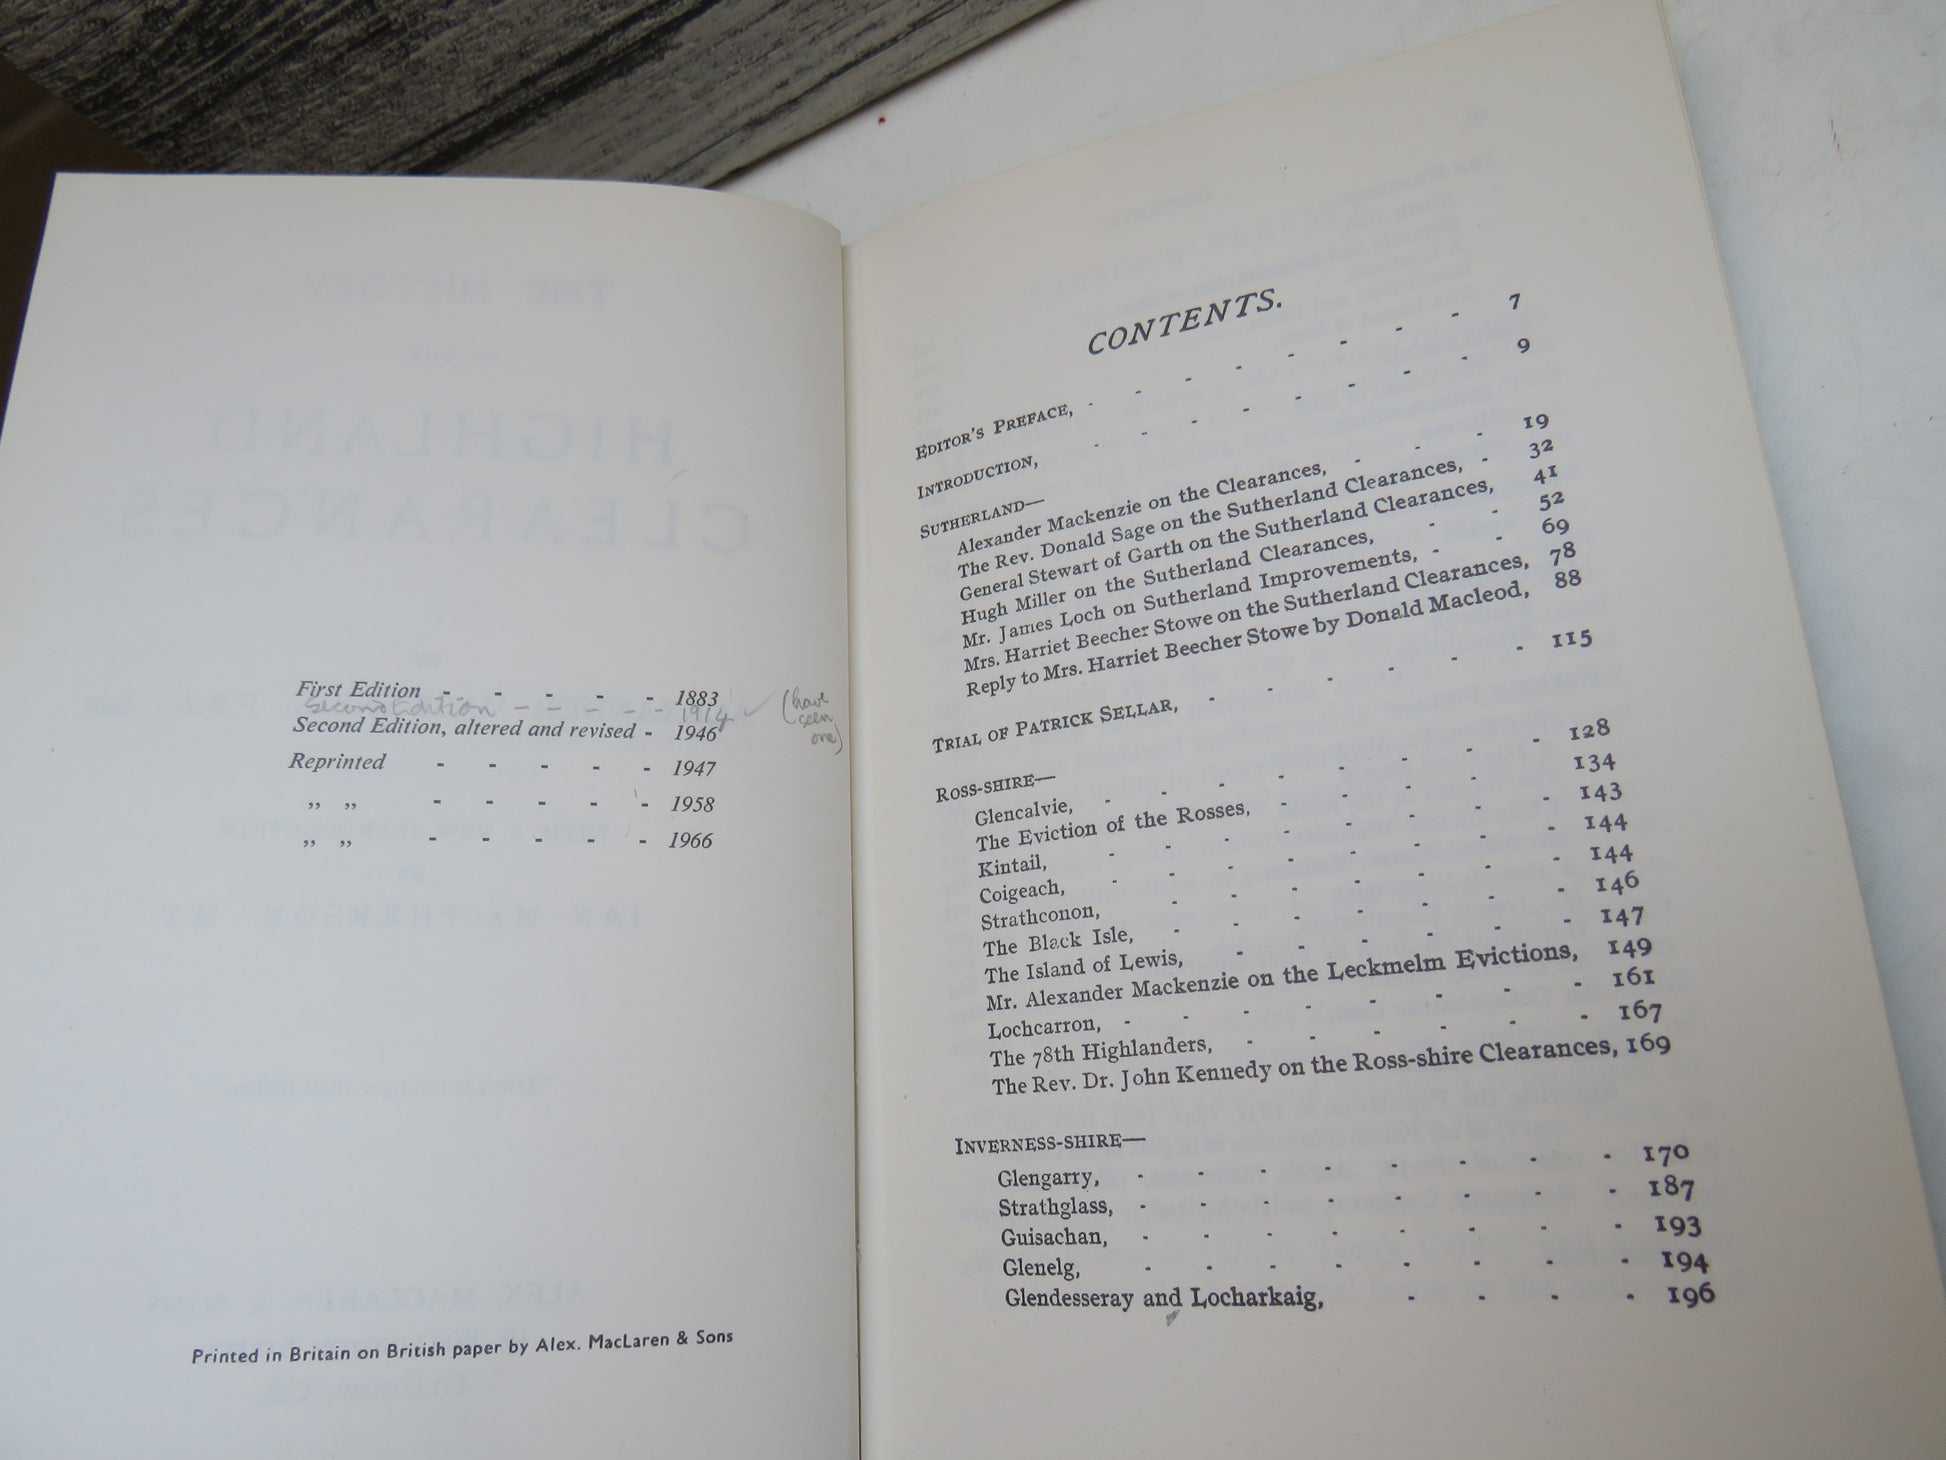 First Edition - - - - - 1883
Second Edition - - - - - 1914 ✓ (have seen one)
Second Edition, altered and revised - 1946
Reprinted - - - - - 1947
,, ,, - - - - - 1958
,, ,, - - - - - 1966
Printed in Britain on British paper by Alex. MacLaren & Sons
CONTENTS.
EDITOR'S PREFACE, - - - - - - - - 7
INTRODUCTION, - - - - - - - 9
SUTHERLAND—
Alexander Mackenzie on the Clearances, - - - 19
The Rev. Donald Sage on the Sutherland Clearances, - 32
General Stewart of Garth on the Sutherland Clearances, 41
Hugh Miller on the Sutherland Clearances, - - 52
Mr. James Loch on Sutherland Improvements, - - 69
Mrs. Harriet Beecher Stowe on the Sutherland Clearances, 78
Reply to Mrs. Harriet Beecher Stowe by Donald Macleod, 88
TRIAL OF PATRICK SELLAR, - - - - - - 115
ROSS-SHIRE—
Glencalvie, - - - - - - - - 128
The Eviction of the Rosses, - - - - 134
Kintail, - - - - - - - - 143
Coigeach, - - - - - - - - 144
Strathconon, - - - - - - - 144
The Black Isle, - - - - - - - 146
The Island of Lewis, - - - - - - 147
Mr. Alexander Mackenzie on the Leckmelm Evictions, 149
Lochcarron, - - - - - - - - 161
The 78th Highlanders, - - - - - - 167
The Rev. Dr. John Kennedy on the Ross-shire Clearances, 169
INVERNESS-SHIRE—
Glengarry, - - - - - - - - 170
Strathglass, - - - - - - - - 187
Guisachan, - - - - - - - - 193
Glenelg, - - - - - - - - 194
Glendesseray and Locharkaig, - - - - 196